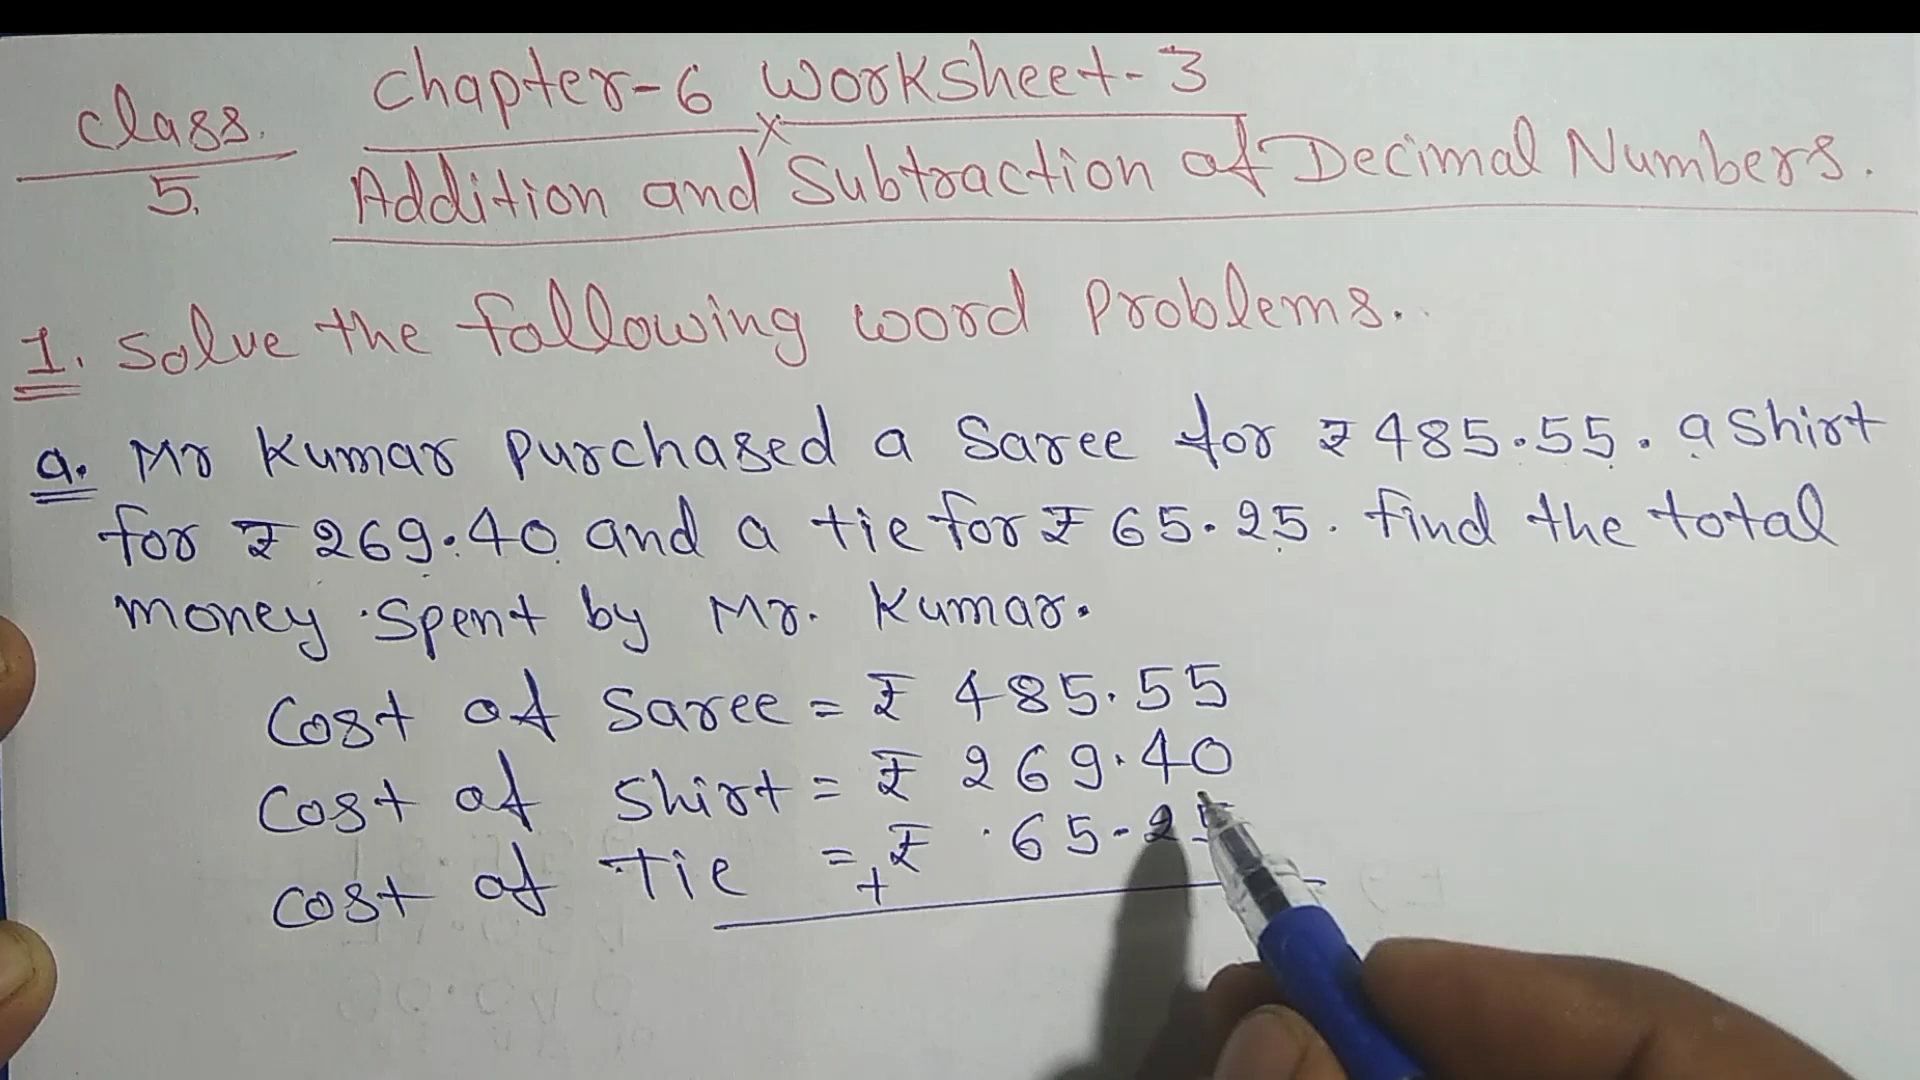 class.
5.
Chapter-6 Worksheet-3
Addition and Subtraction of Decimal Numbers.
1. Solve the following word Problems.
a. Mr Kumar Purchased a Saree for ₹ 485.55. a Shirt
for ₹ 269.40 and a tie for ₹ 65.25. find the total
money Spent by Mr. Kumar.
Cost of Saree = ₹ 485.55
Cost of Shirt = ₹ 269.40
Cost of Tie = + ₹ 65.25